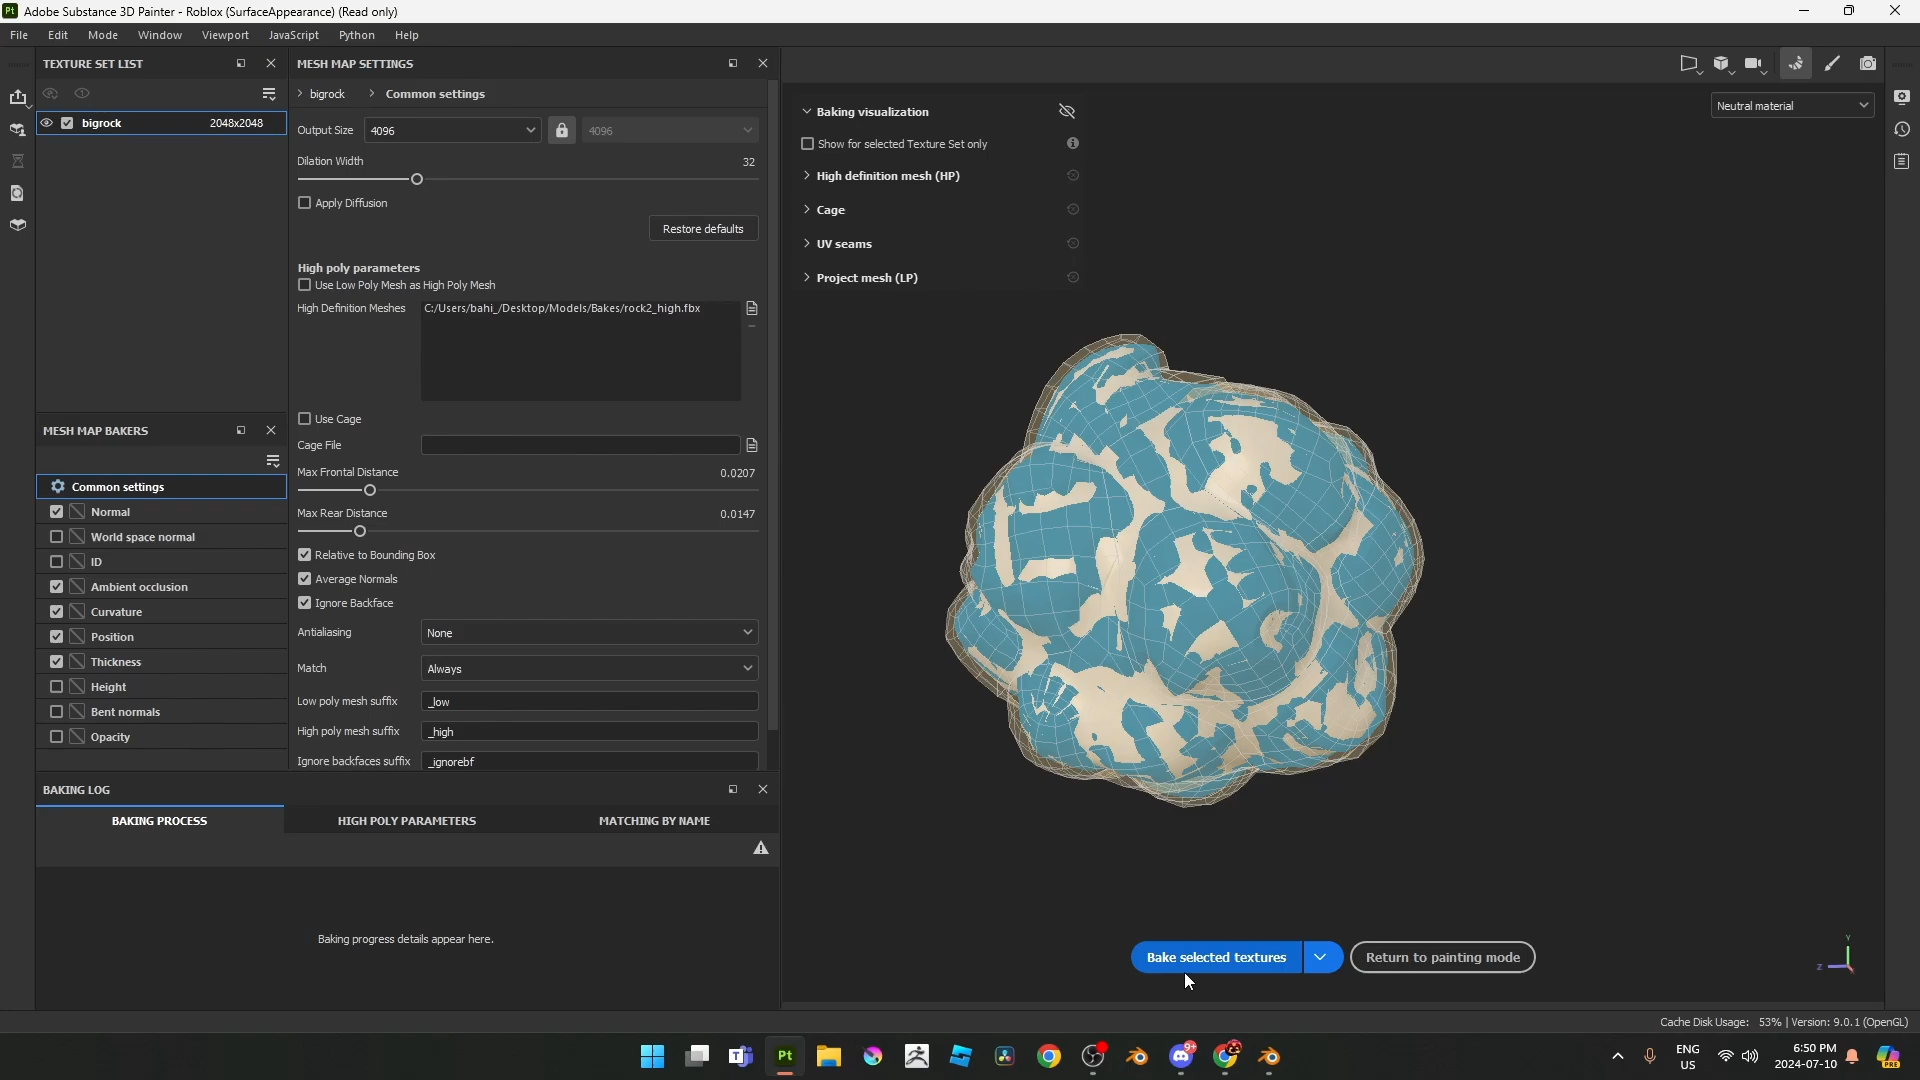 Adobe Substance 3D Painter - Roblox (SurfaceAppearance) (Read only)
File Edit Mode Window Viewport JavaScript Python Help
TEXTURE SET LIST
bigrock 2048x2048
MESH MAP SETTINGS
bigrock Common settings
Output Size 4096 4096
Dilation Width 32
Apply Diffusion
Restore defaults
High poly parameters
Use Low Poly Mesh as High Poly Mesh
High Definition Meshes C:/Users/bahi_/Desktop/Models/Bakes/rock2_high.fbx
Use Cage
Cage File
Max Frontal Distance 0.0207
Max Rear Distance 0.0147
Relative to Bounding Box
Average Normals
Ignore Backface
Antialiasing None
Match Always
Low poly mesh suffix _low
High poly mesh suffix _high
Ignore backfaces suffix _ignorebf
MESH MAP BAKERS
Common settings
Normal
World space normal
ID
Ambient occlusion
Curvature
Position
Thickness
Height
Bent normals
Opacity
BAKING LOG
BAKING PROCESS HIGH POLY PARAMETERS MATCHING BY NAME
Baking progress details appear here.
Baking visualization
Show for selected Texture Set only
High definition mesh (HP)
Cage
UV seams
Project mesh (LP)
Neutral material
Bake selected textures
Return to painting mode
Y
Z
Cache Disk Usage: 53% | Version: 9.0.1 (OpenGL)
Pt
9+
ENG
US
6:50 PM
2024-07-10
PRE